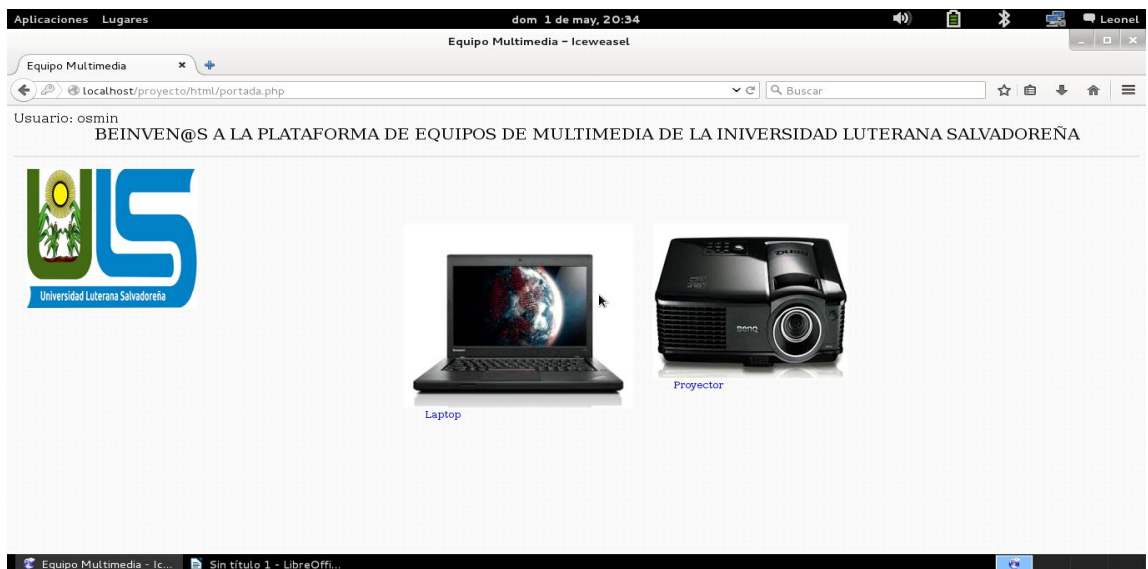 Aplicaciones Lugares dom 1 de may, 20:34 Leonel
Equipo Multimedia - Iceweasel
Equipo Multimedia
localhost/proyecto/html/portada.php Buscar
Usuario: osmin
BEINVEN@S A LA PLATAFORMA DE EQUIPOS DE MULTIMEDIA DE LA INIVERSIDAD LUTERANA SALVADOREÑA
Universidad Luterana Salvadoreña
BenQ
Proyector
Laptop
Equipo Multimedia - Ic... Sin título 1 - LibreOffi...